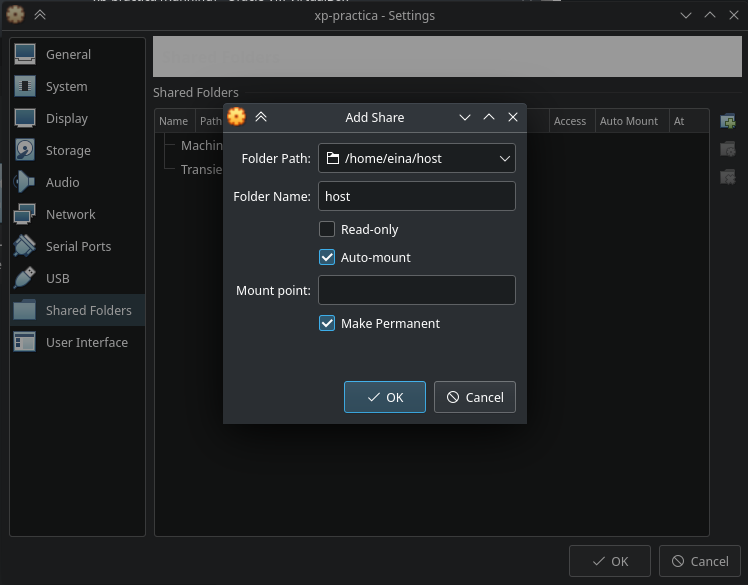 xp-practica - Settings
General
System
Display
Storage
Audio
Network
Serial Ports
USB
Shared Folders
User Interface
Shared Folders
Name Path Access Auto Mount At
Machin
Transie
Add Share
Folder Path: /home/eina/host
Folder Name: host
Read-only
Auto-mount
Mount point:
Make Permanent
OK Cancel
OK Cancel